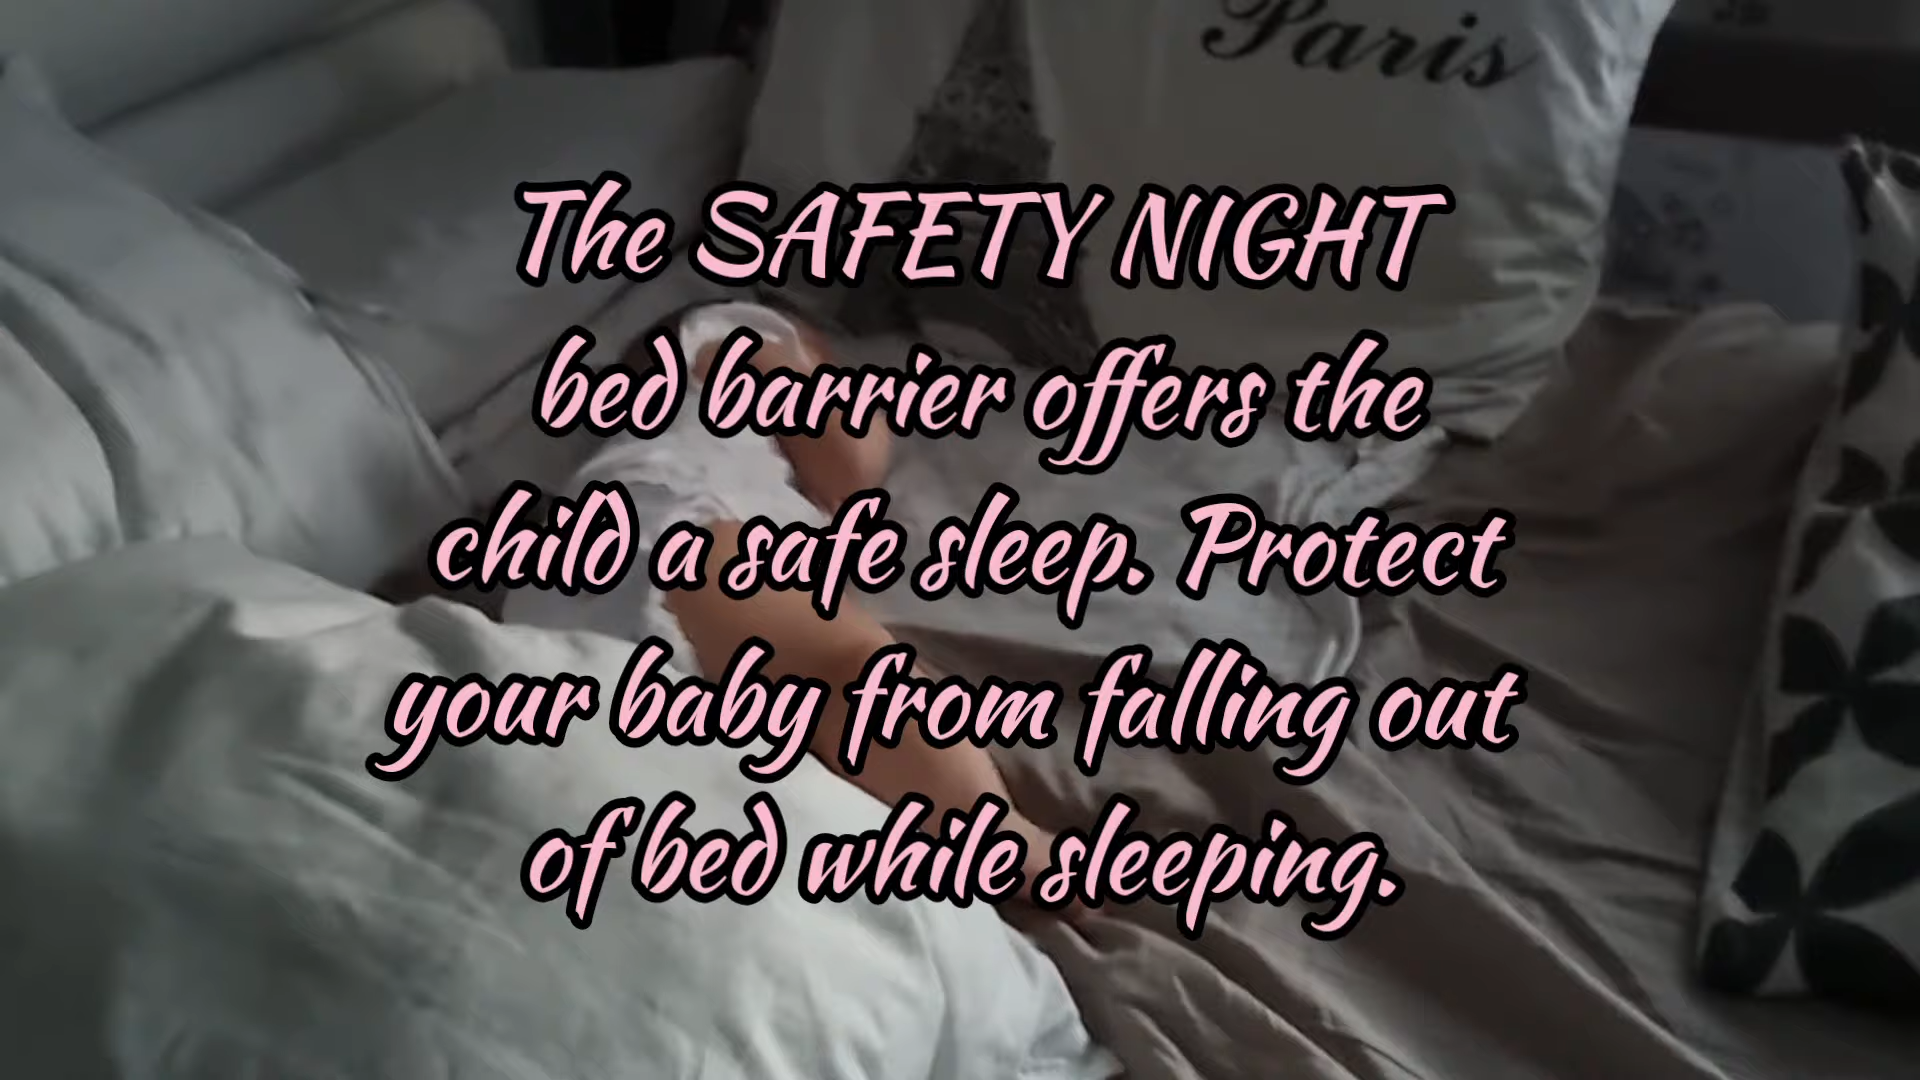 Paris
The SAFETY NIGHT
bed barrier offers the
child a safe sleep. Protect
your baby from falling out
of bed while sleeping.